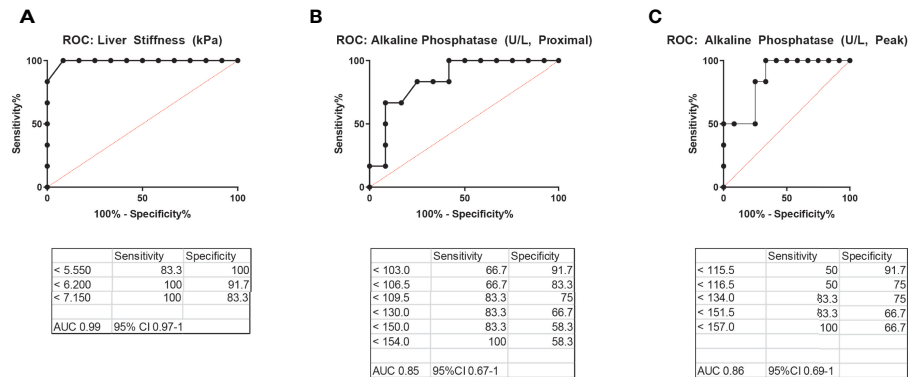 A
B
C
ROC: Liver Stiffness (kPa)
ROC: Alkaline Phosphatase (U/L, Proximal)
ROC: Alkaline Phosphatase (U/L, Peak)
Sensitivity%
100
50
0
0
50
100
100% - Specificity%
Sensitivity%
100
50
0
0
50
100
100% - Specificity%
Sensitivity%
100
50
0
0
50
100
100% - Specificity%
Sensitivity Specificity
< 5.550 83.3 100
< 6.200 100 91.7
< 7.150 100 83.3
AUC 0.99 95% CI 0.97-1
Sensitivity Specificity
< 103.0 66.7 91.7
< 106.5 66.7 83.3
< 109.5 83.3 75
< 130.0 83.3 66.7
< 150.0 83.3 58.3
< 154.0 100 58.3
AUC 0.85 95%CI 0.67-1
Sensitivity Specificity
< 115.5 50 91.7
< 116.5 50 75
< 134.0 83.3 75
< 151.5 83.3 66.7
< 157.0 100 66.7
AUC 0.86 95%CI 0.69-1